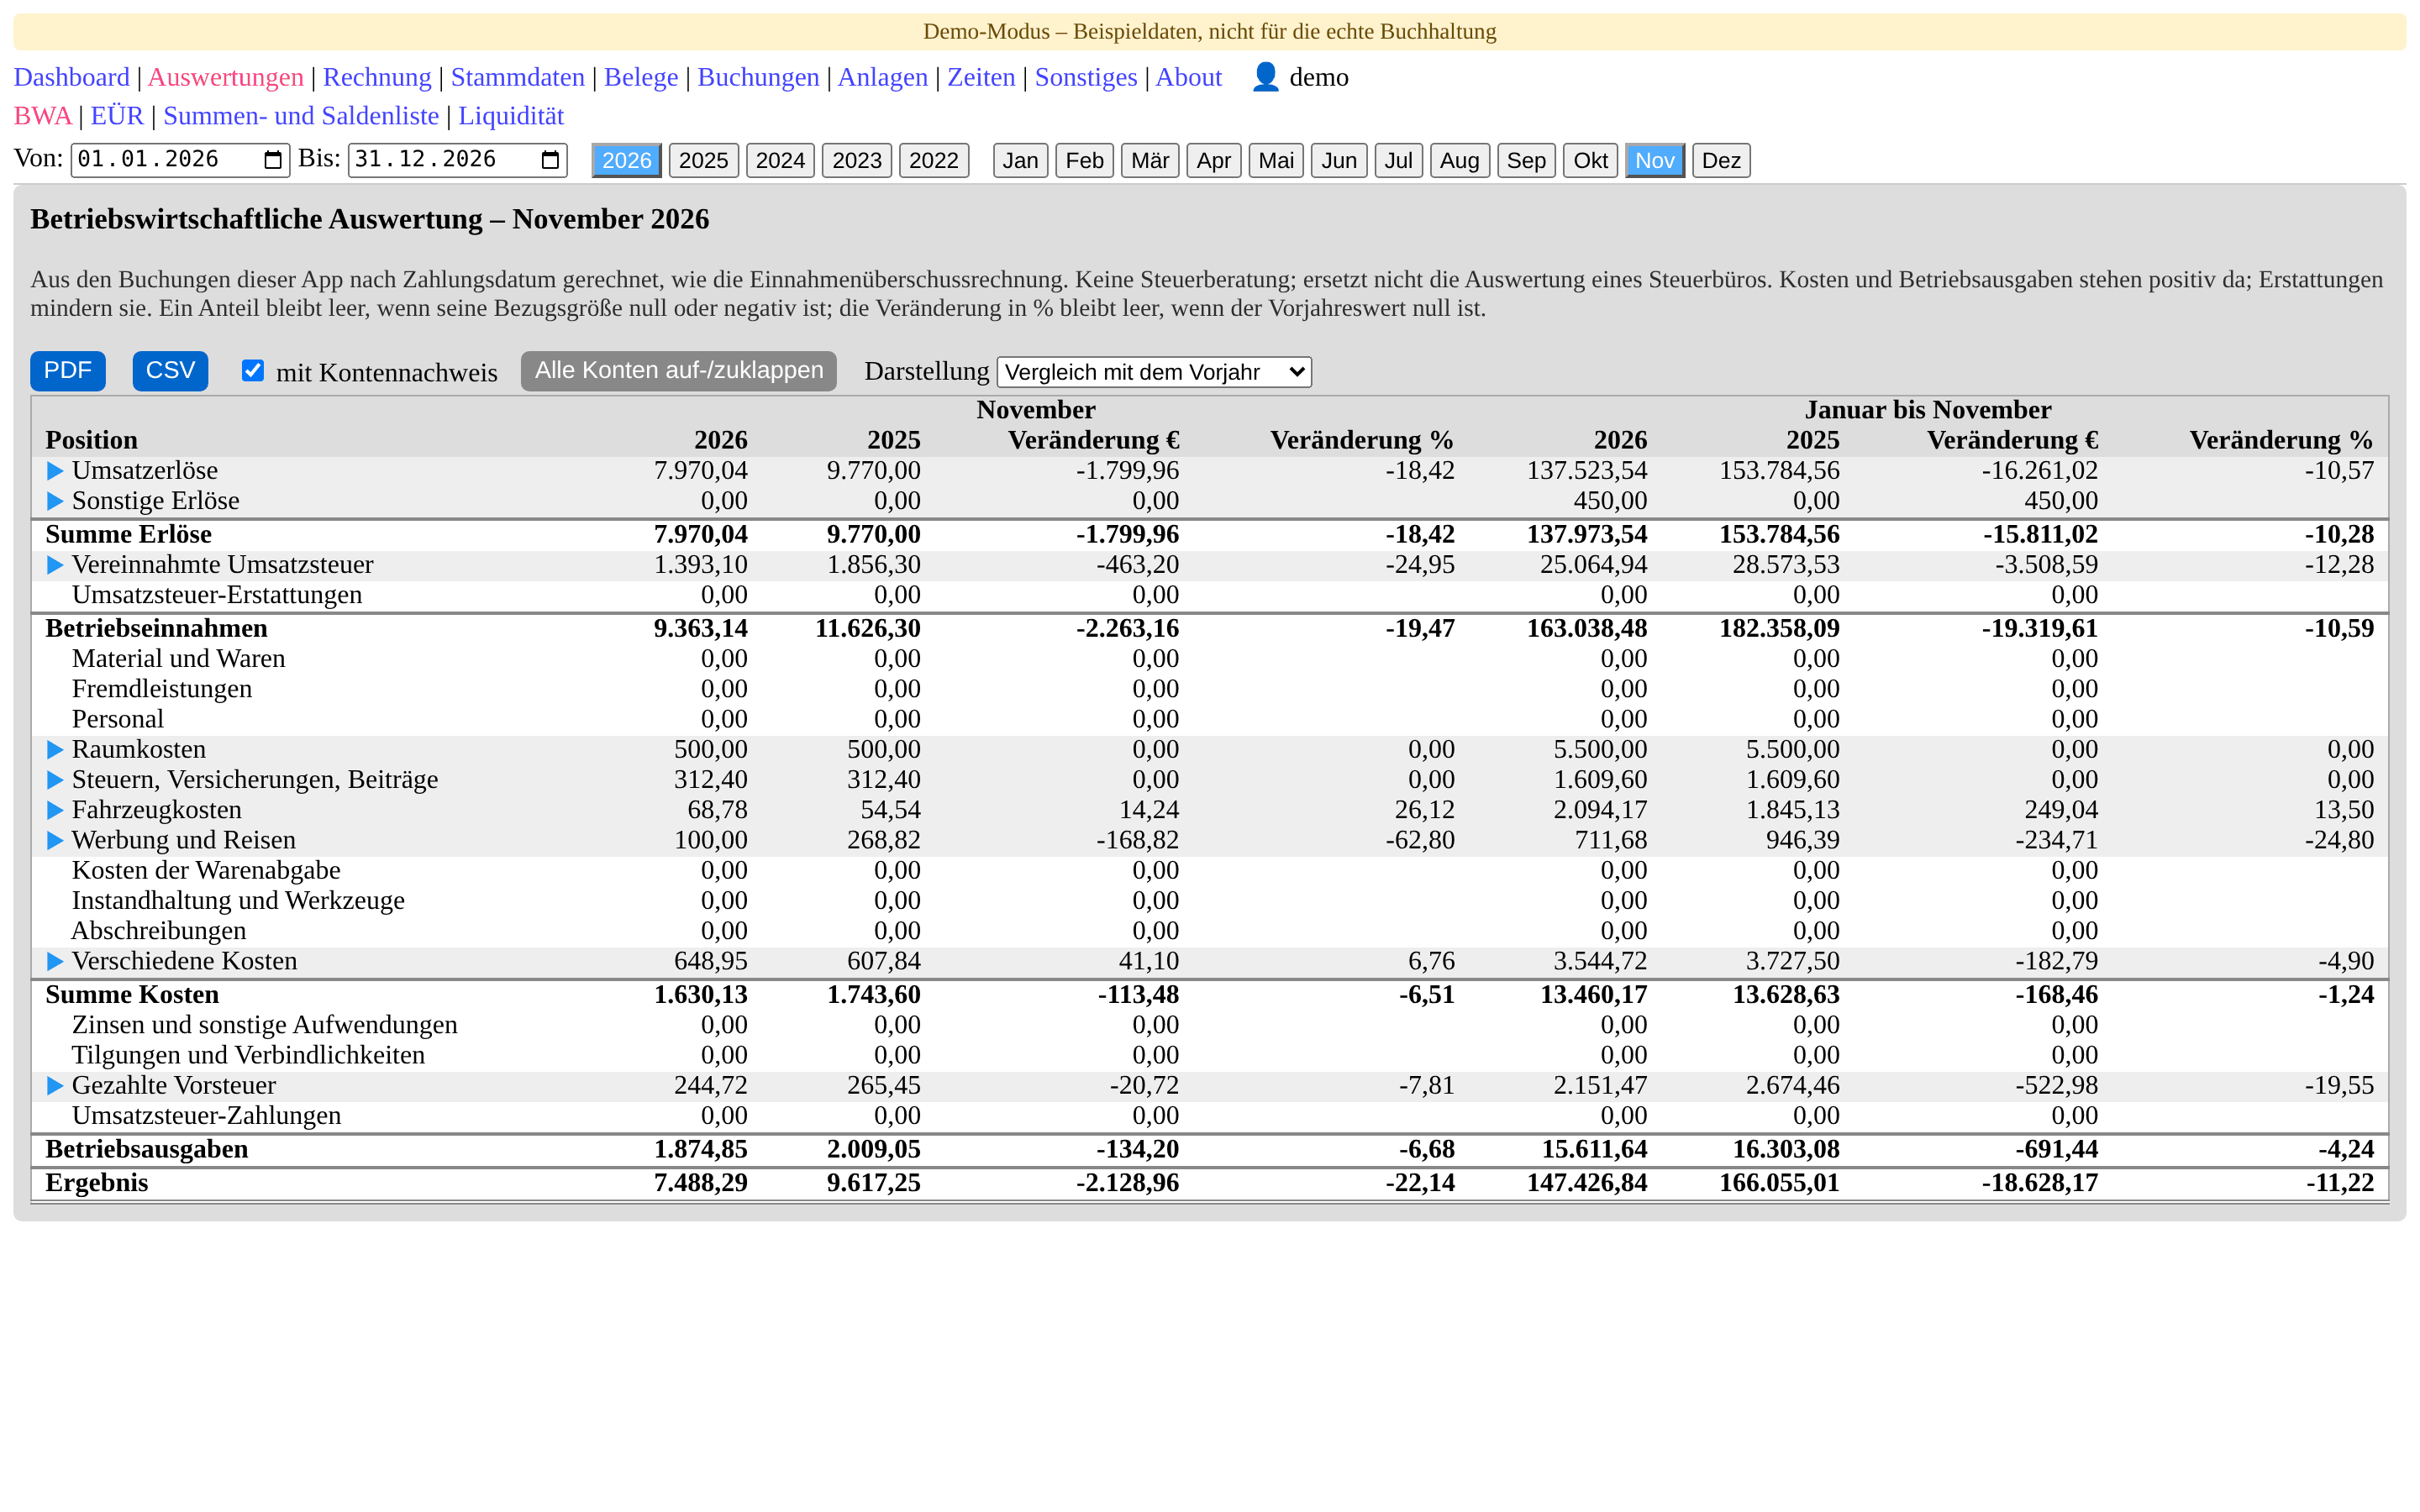 Demo-Modus – Beispieldaten, nicht für die echte Buchhaltung
Dashboard | Auswertungen | Rechnung | Stammdaten | Belege | Buchungen | Anlagen | Zeiten | Sonstiges | About 👤 demo
BWA | EÜR | Summen- und Saldenliste | Liquidität
Von: 01.01.2026 Bis: 31.12.2026 2026 2025 2024 2023 2022 Jan Feb Mär Apr Mai Jun Jul Aug Sep Okt Nov Dez
Betriebswirtschaftliche Auswertung – November 2026
Aus den Buchungen dieser App nach Zahlungsdatum gerechnet, wie die Einnahmenüberschussrechnung. Keine Steuerberatung; ersetzt nicht die Auswertung eines Steuerbüros. Kosten und Betriebsausgaben stehen positiv da; Erstattungen
mindern sie. Ein Anteil bleibt leer, wenn seine Bezugsgröße null oder negativ ist; die Veränderung in % bleibt leer, wenn der Vorjahreswert null ist.
PDF CSV mit Kontennachweis Alle Konten auf-/zuklappen Darstellung Vergleich mit dem Vorjahr
November Januar bis November
Position 2026 2025 Veränderung € Veränderung % 2026 2025 Veränderung € Veränderung %
▶ Umsatzerlöse 7.970,04 9.770,00 -1.799,96 -18,42 137.523,54 153.784,56 -16.261,02 -10,57
▶ Sonstige Erlöse 0,00 0,00 0,00 450,00 0,00 450,00
Summe Erlöse 7.970,04 9.770,00 -1.799,96 -18,42 137.973,54 153.784,56 -15.811,02 -10,28
▶ Vereinnahmte Umsatzsteuer 1.393,10 1.856,30 -463,20 -24,95 25.064,94 28.573,53 -3.508,59 -12,28
Umsatzsteuer-Erstattungen 0,00 0,00 0,00 0,00 0,00 0,00
Betriebseinnahmen 9.363,14 11.626,30 -2.263,16 -19,47 163.038,48 182.358,09 -19.319,61 -10,59
Material und Waren 0,00 0,00 0,00 0,00 0,00 0,00
Fremdleistungen 0,00 0,00 0,00 0,00 0,00 0,00
Personal 0,00 0,00 0,00 0,00 0,00 0,00
▶ Raumkosten 500,00 500,00 0,00 0,00 5.500,00 5.500,00 0,00 0,00
▶ Steuern, Versicherungen, Beiträge 312,40 312,40 0,00 0,00 1.609,60 1.609,60 0,00 0,00
▶ Fahrzeugkosten 68,78 54,54 14,24 26,12 2.094,17 1.845,13 249,04 13,50
▶ Werbung und Reisen 100,00 268,82 -168,82 -62,80 711,68 946,39 -234,71 -24,80
Kosten der Warenabgabe 0,00 0,00 0,00 0,00 0,00 0,00
Instandhaltung und Werkzeuge 0,00 0,00 0,00 0,00 0,00 0,00
Abschreibungen 0,00 0,00 0,00 0,00 0,00 0,00
▶ Verschiedene Kosten 648,95 607,84 41,10 6,76 3.544,72 3.727,50 -182,79 -4,90
Summe Kosten 1.630,13 1.743,60 -113,48 -6,51 13.460,17 13.628,63 -168,46 -1,24
Zinsen und sonstige Aufwendungen 0,00 0,00 0,00 0,00 0,00 0,00
Tilgungen und Verbindlichkeiten 0,00 0,00 0,00 0,00 0,00 0,00
▶ Gezahlte Vorsteuer 244,72 265,45 -20,72 -7,81 2.151,47 2.674,46 -522,98 -19,55
Umsatzsteuer-Zahlungen 0,00 0,00 0,00 0,00 0,00 0,00
Betriebsausgaben 1.874,85 2.009,05 -134,20 -6,68 15.611,64 16.303,08 -691,44 -4,24
Ergebnis 7.488,29 9.617,25 -2.128,96 -22,14 147.426,84 166.055,01 -18.628,17 -11,22